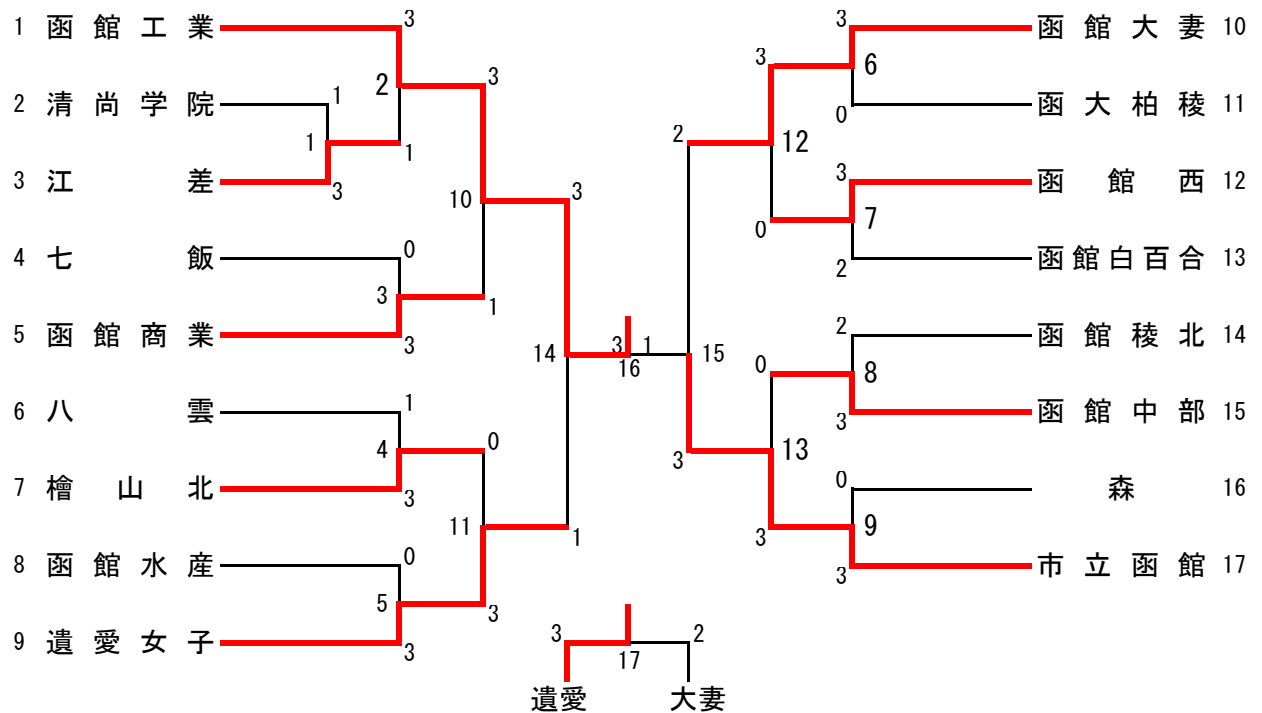 1 函館工業 3 3 函館大妻 10
3 3 6
2 1
2 清尚学院 1 0 函大柏稜 11
2 12
1 1
3 江差 3 3 函館西 12
10 3 7
0
4 七飯 0 2 函館白百合 13
3 1
5 函館商業 3 2 函館稜北 14
14 3 1 15 0 8
16
6 八雲 1 3 函館中部 15
4 0 3 13
7 檜山北 3 0 森 16
11 1 3 9
8 函館水産 0 3 市立函館 17
5 3
9 遺愛女子 3 3 2
17
遺愛 大妻